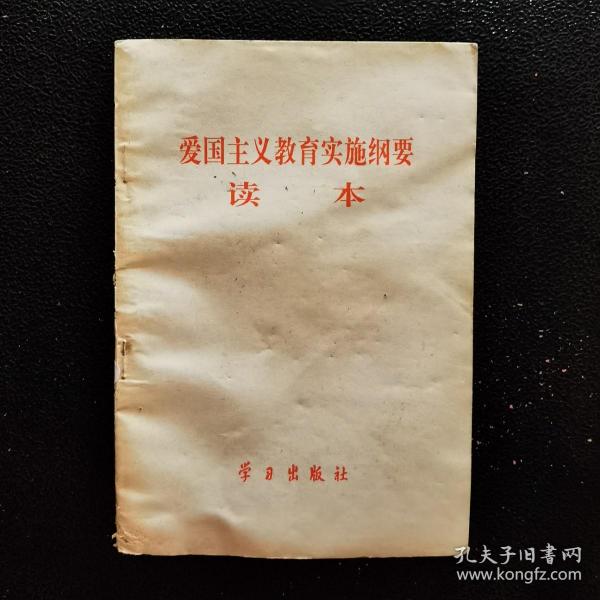 爱国主义教育实施纲要
读 本
学习出版社
孔夫子旧書网
www.kongfz.com